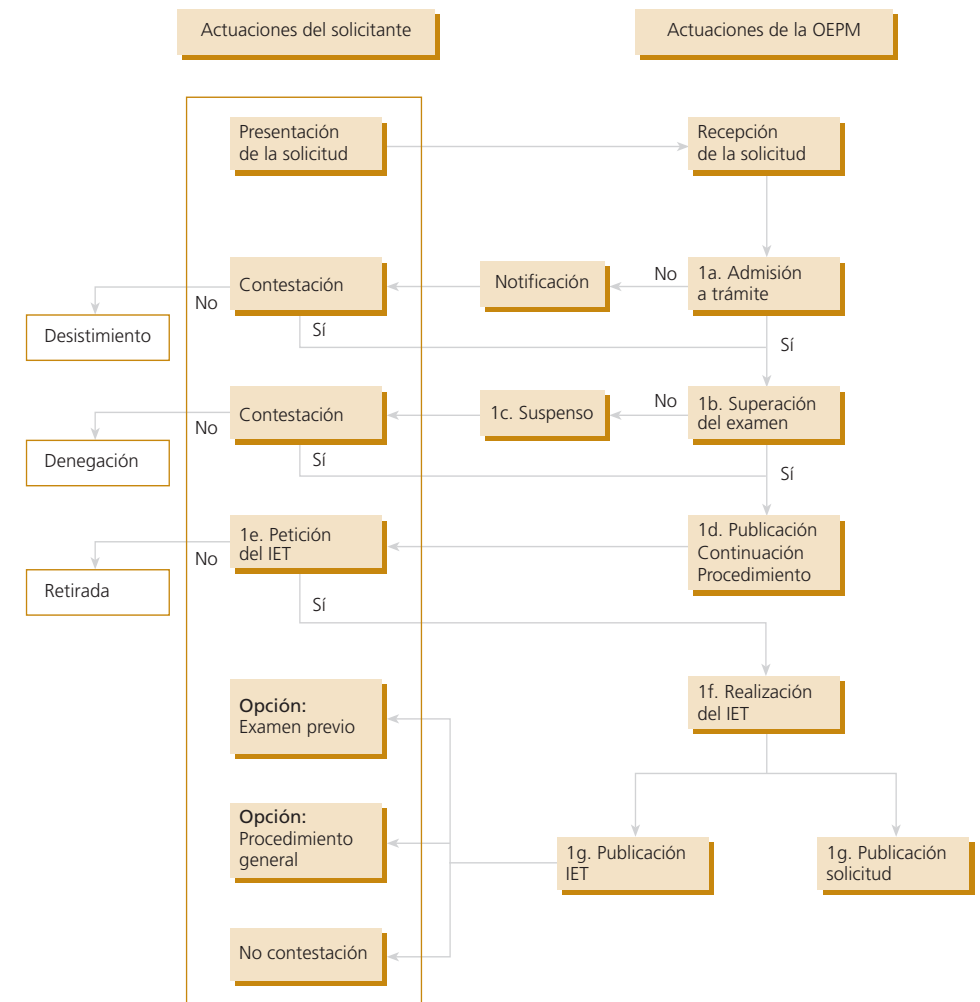 Actuaciones del solicitante
Actuaciones de la OEPM
Presentación
de la solicitud
Recepción
de la solicitud
Contestación
Notificación
No
1a. Admisión
a trámite
No
Desistimiento
Sí
Sí
Contestación
1c. Suspenso
No
1b. Superación
del examen
No
Denegación
Sí
Sí
1e. Petición
del IET
1d. Publicación
Continuación
Procedimiento
No
Retirada
Sí
1f. Realización
del IET
Opción:
Examen previo
Opción:
Procedimiento
general
1g. Publicación
IET
1g. Publicación
solicitud
No contestación